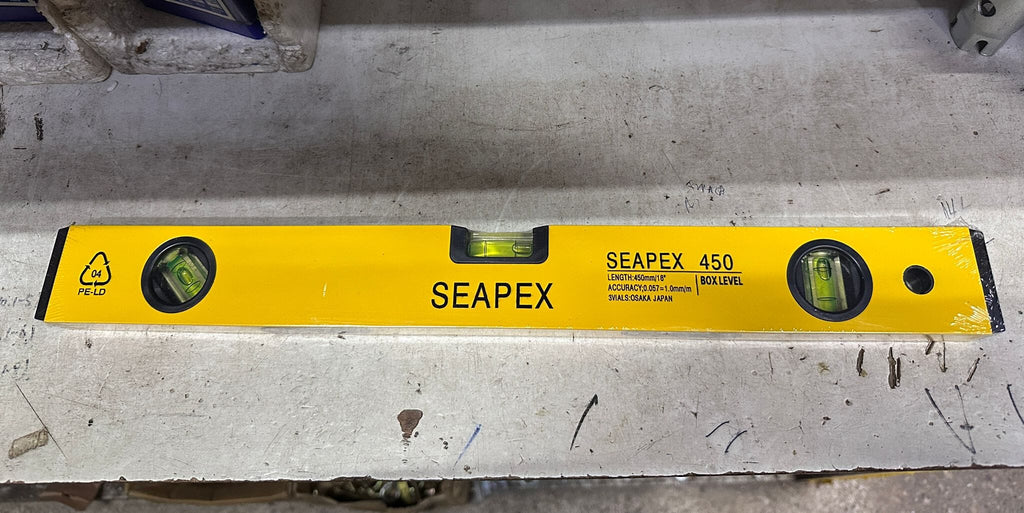 04
PE-LD
SEAPEX
SEAPEX 450
LENGTH:450mm/18"
ACCURACY;0.057=1.0mm/m
3VIALS:OSAKA JAPAN
BOX LEVEL